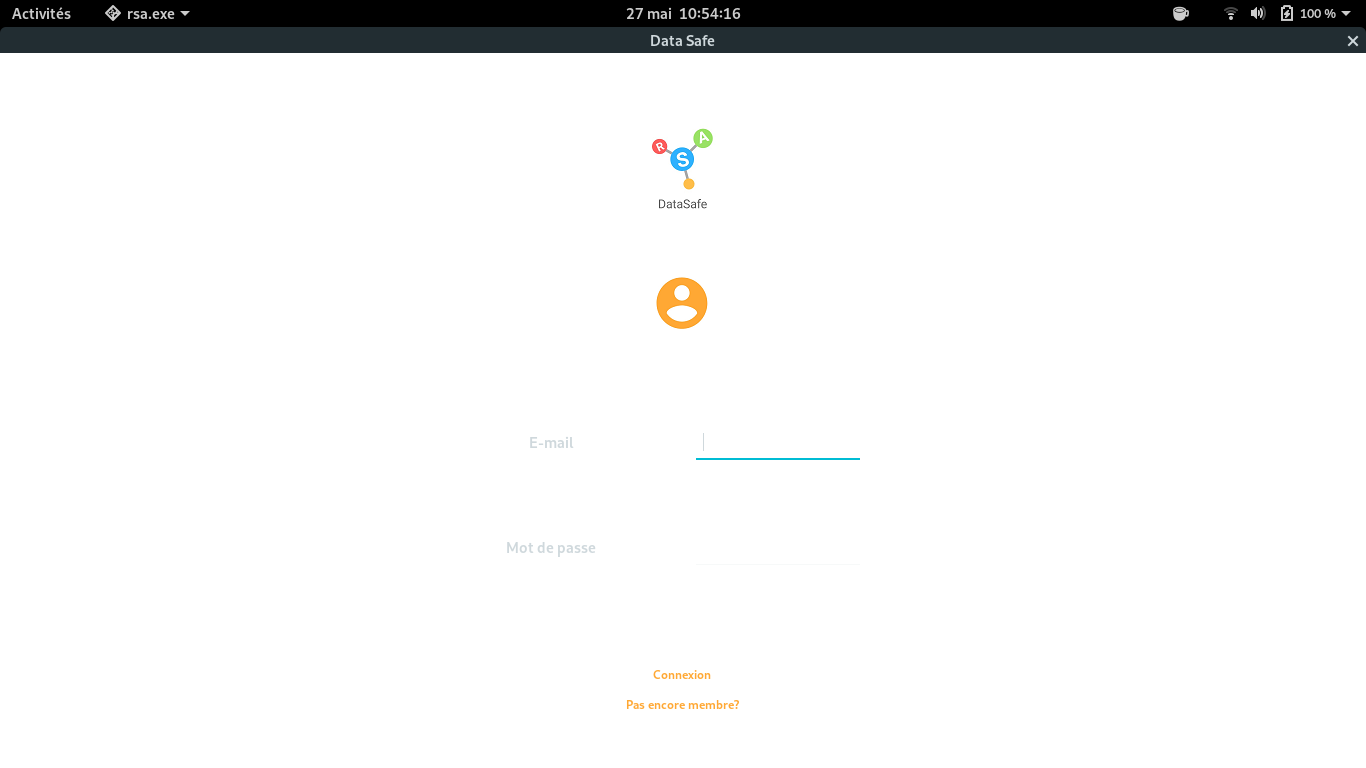 Activités rsa.exe 27 mai 10:54:16 100 %
Data Safe
R S A
DataSafe
E-mail
Mot de passe
Connexion
Pas encore membre?